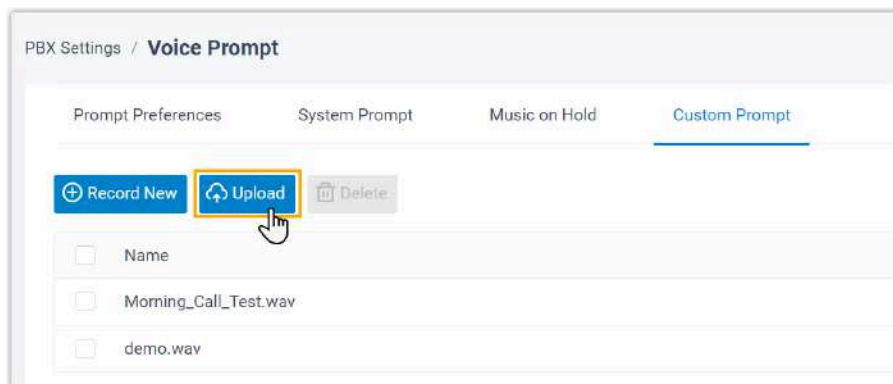 PBX Settings / Voice Prompt
Prompt Preferences System Prompt Music on Hold Custom Prompt
Record New Upload Delete
Name
Morning_Call_Test.wav
demo.wav